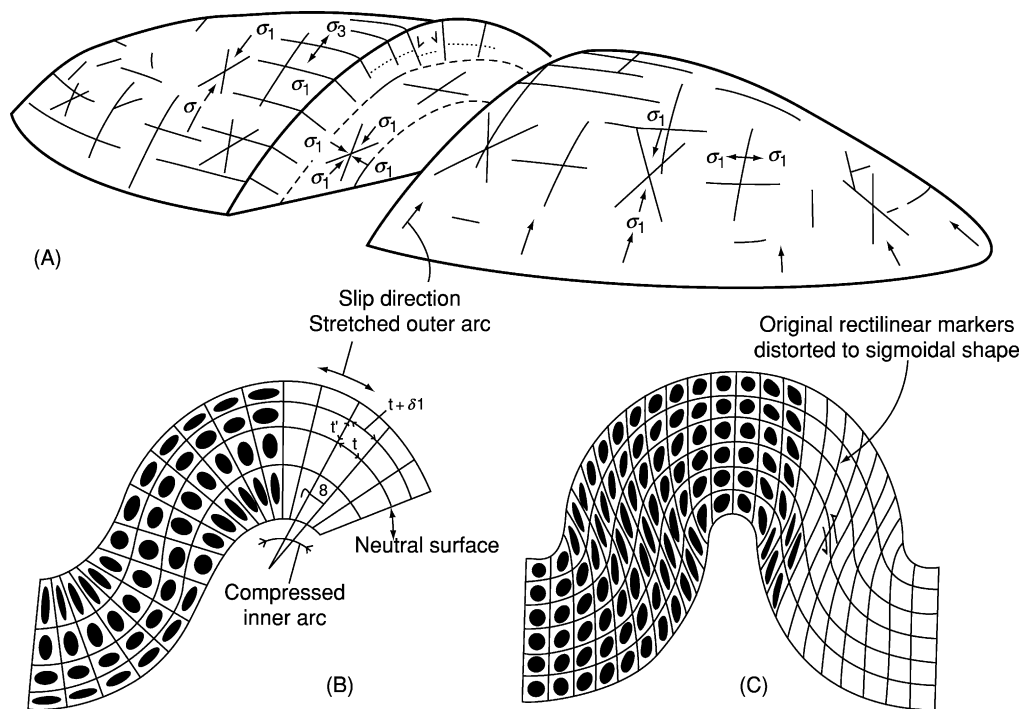 σ1
σ3
σ1
σ
σ1
σ1
σ1
σ1
σ1
σ1 σ1
σ1
(A)
Slip direction
Stretched outer arc
Original rectilinear markers
distorted to sigmoidal shape
t + δ1
t'
t
8
Neutral surface
Compressed
inner arc
(B)
(C)